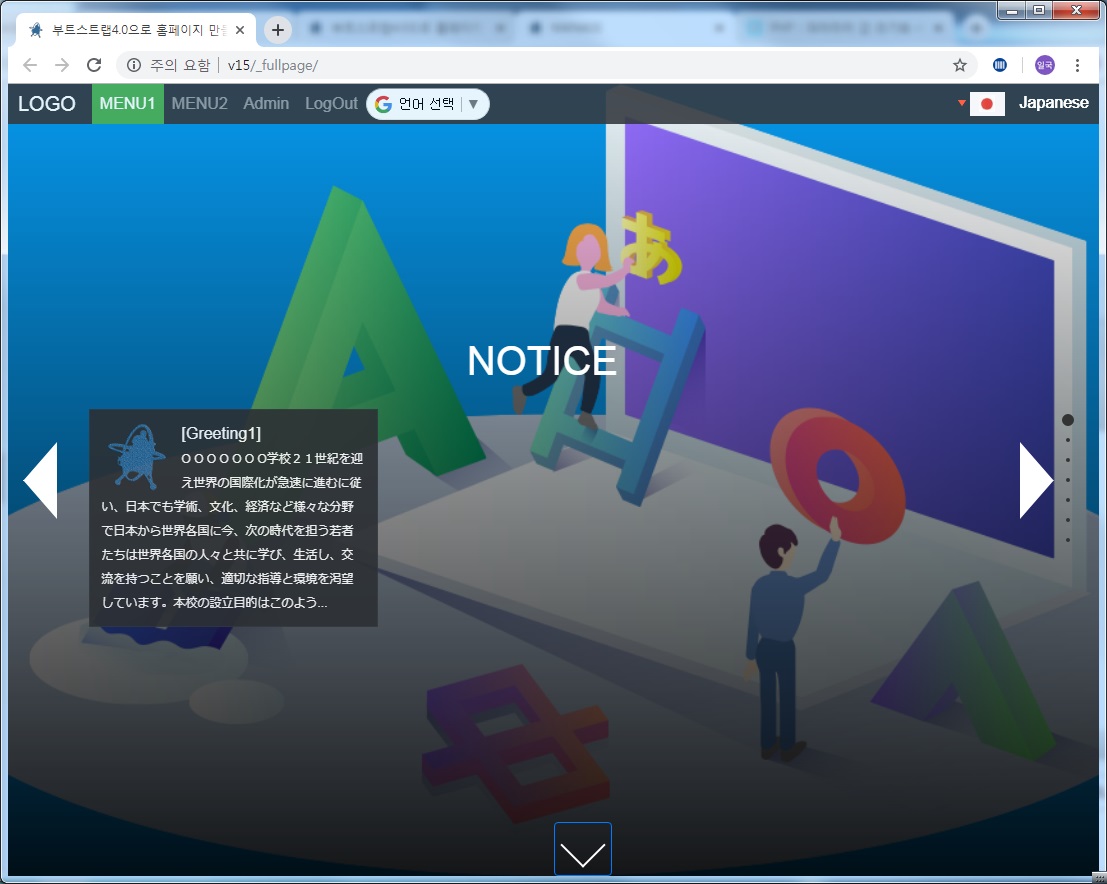 부트스트랩4.0으로 홈페이지 만
주의 요함 v15/_fullpage/
일국
LOGO MENU1 MENU2 Admin LogOut 언어 선택 ▼ Japanese
あ
NOTICE
[Greeting1]
ＯＯＯＯＯＯＯ学校２１世紀を迎
え世界の国際化が急速に進むに従
い、日本でも学術、文化、経済など様々な分野
で日本から世界各国に今、次の時代を担う若者
たちは世界各国の人々と共に学び、生活し、交
流を持つことを願い、適切な指導と環境を渇望
しています。本校の設立目的はこのよう...